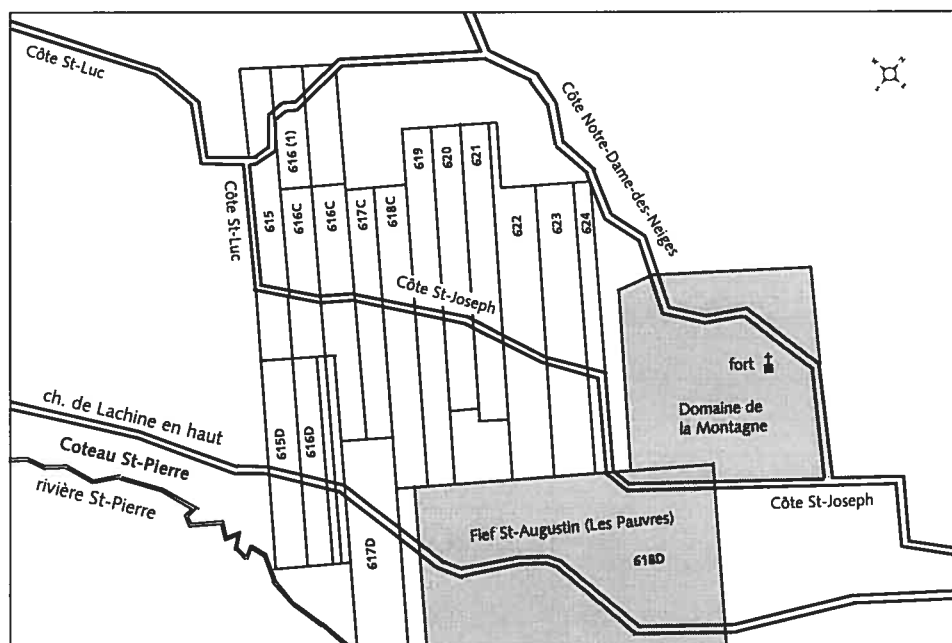 Côte St-Luc
Côte Notre-Dame-des-Neiges
616 (1)
619
620
621
Côte St-Luc
615
616C
616C
617C
618C
622
623
624
Côte St-Joseph
fort
Domaine de
la Montagne
ch. de Lachine en haut
Coteau St-Pierre
rivière St-Pierre
615D
616D
617D
Fief St-Augustin (Les Pauvres)
618D
Côte St-Joseph